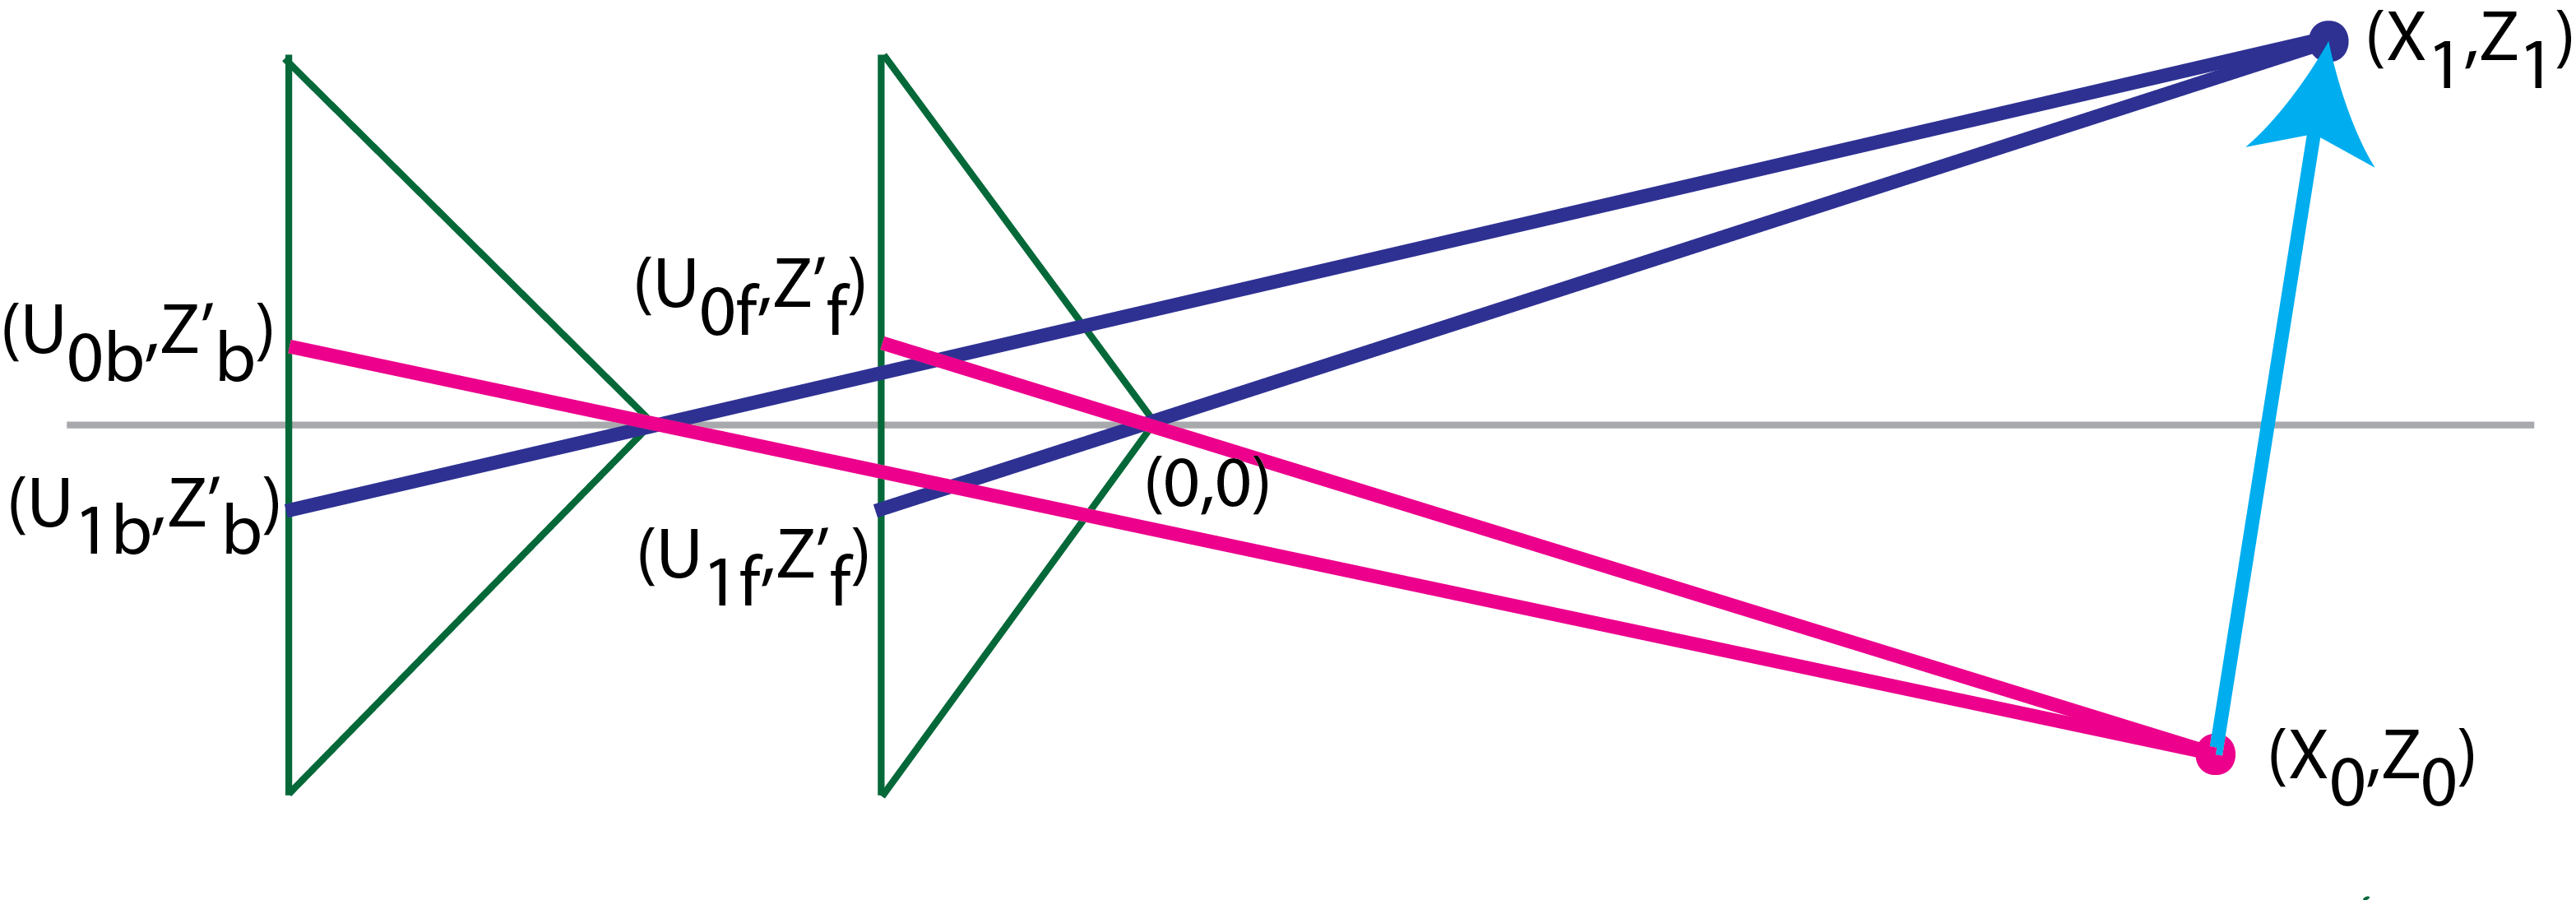 (X₁,Z₁)
(U₀f,Z′f)
(U₀b,Z′b)
(0,0)
(U₁b,Z′b)
(U₁f,Z′f)
(X₀,Z₀)